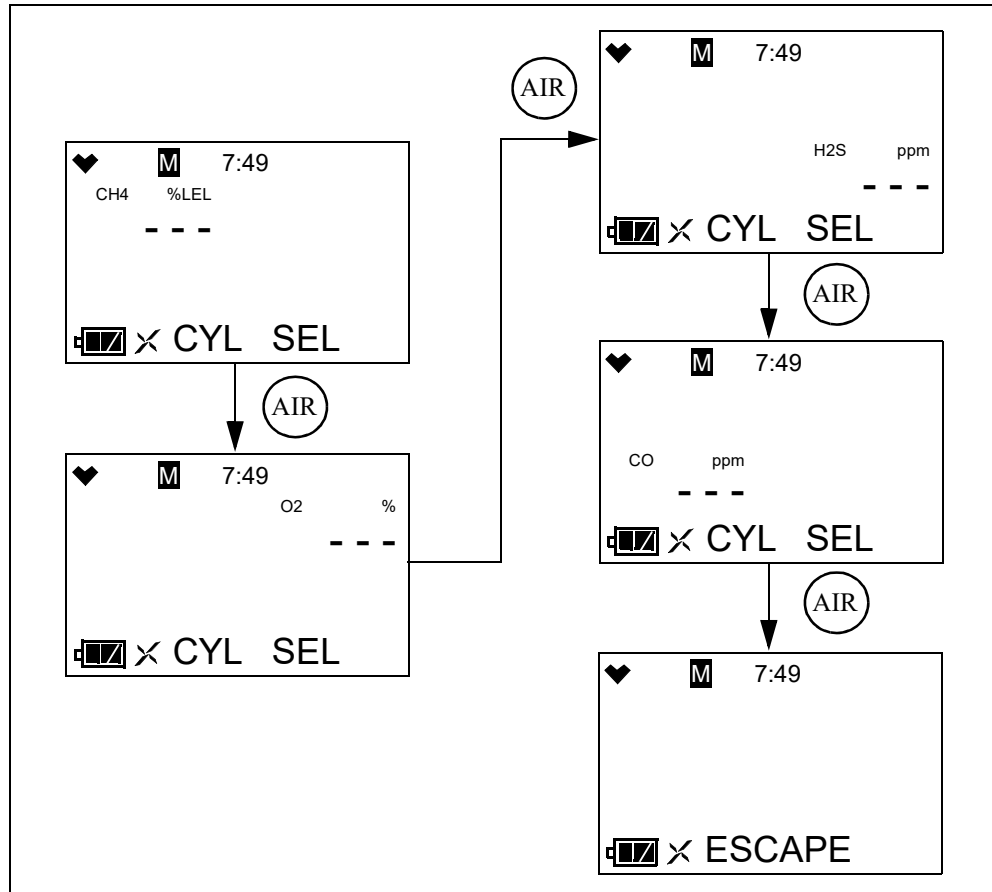 M 7:49
CH4 %LEL
- - -
CYL SEL
AIR
M 7:49
O2 %
- - -
CYL SEL
AIR
M 7:49
H2S ppm
- - -
CYL SEL
AIR
M 7:49
CO ppm
- - -
CYL SEL
AIR
M 7:49
ESCAPE